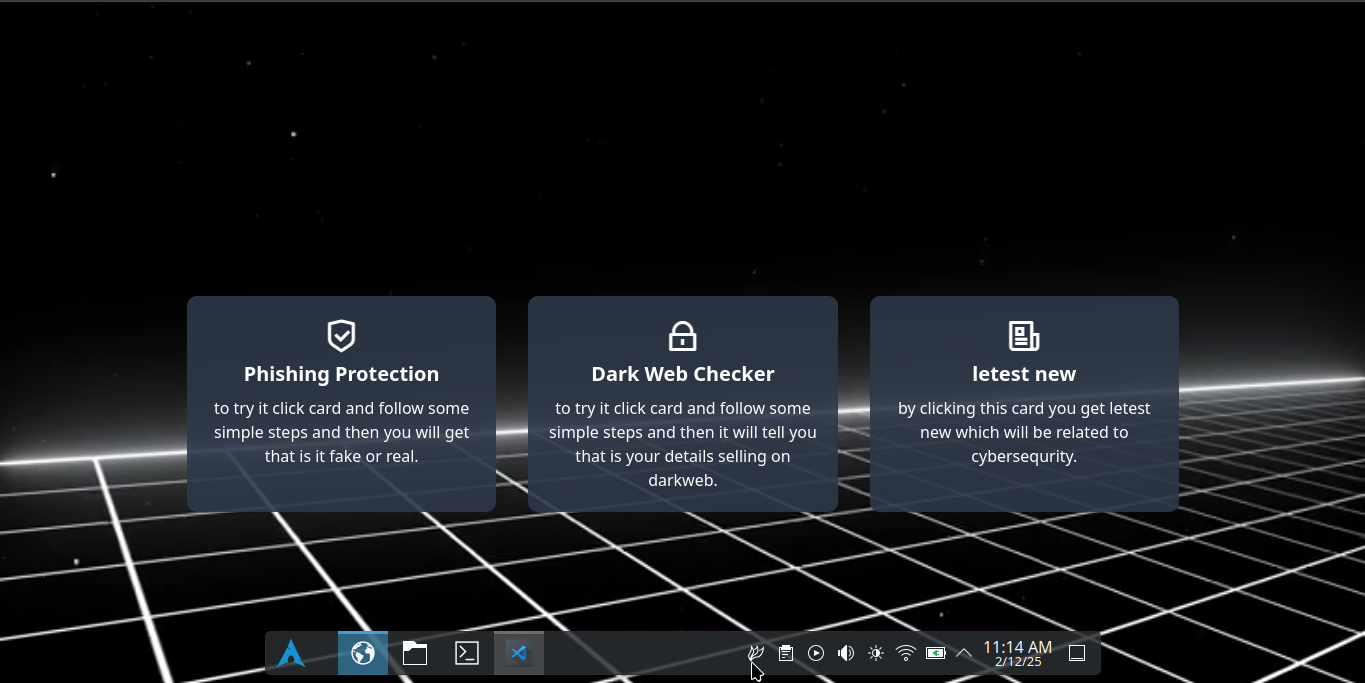 Phishing Protection
to try it click card and follow some
simple steps and then you will get
that is it fake or real.
Dark Web Checker
to try it click card and follow some
simple steps and then it will tell you
that is your details selling on
darkweb.
letest new
by clicking this card you get letest
new which will be related to
cybersequrity.
11:14 AM
2/12/25